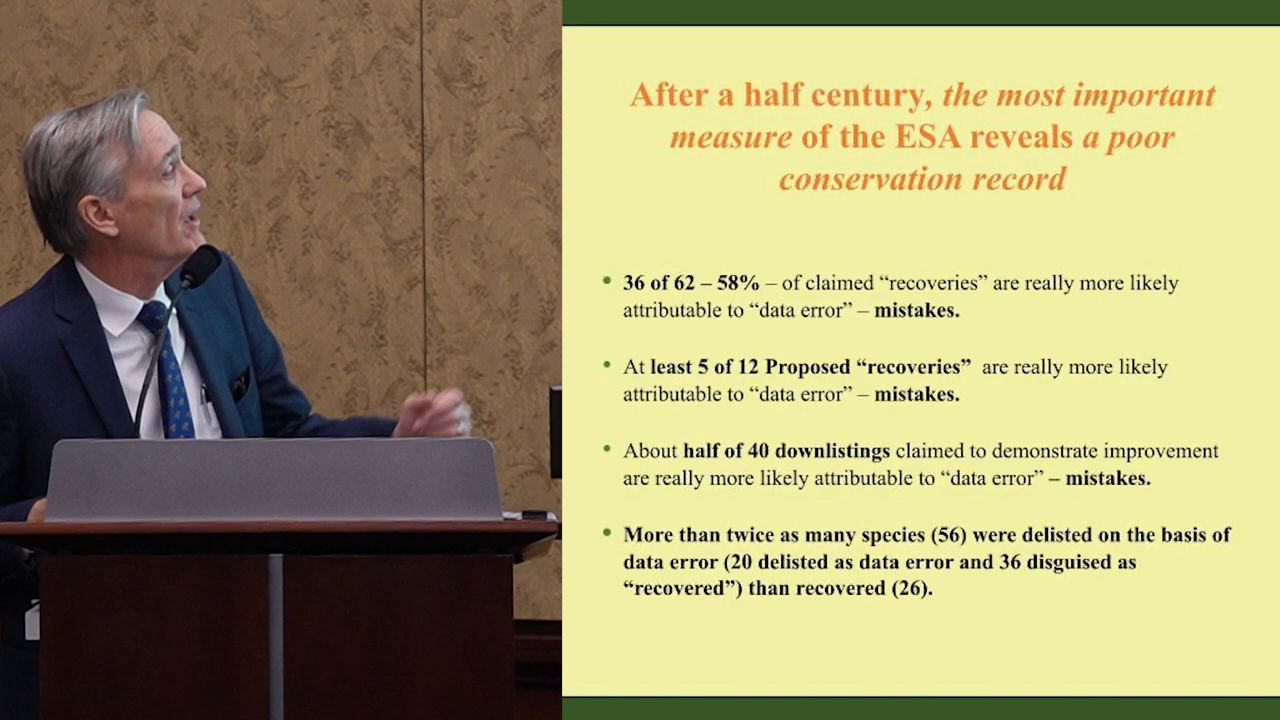 After a half century, the most important
measure of the ESA reveals a poor
conservation record
• 36 of 62 – 58% – of claimed “recoveries” are really more likely
attributable to “data error” – mistakes.
• At least 5 of 12 Proposed “recoveries” are really more likely
attributable to “data error” – mistakes.
• About half of 40 downlistings claimed to demonstrate improvement
are really more likely attributable to “data error” – mistakes.
• More than twice as many species (56) were delisted on the basis of
data error (20 delisted as data error and 36 disguised as
“recovered”) than recovered (26).